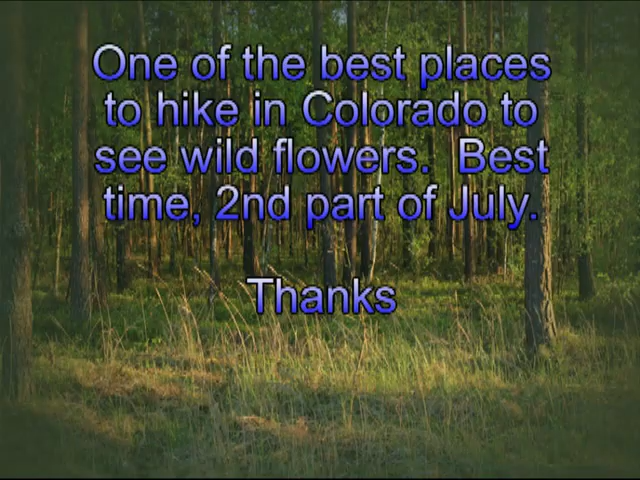 One of the best places
to hike in Colorado to
see wild flowers.  Best
time, 2nd part of July.
Thanks